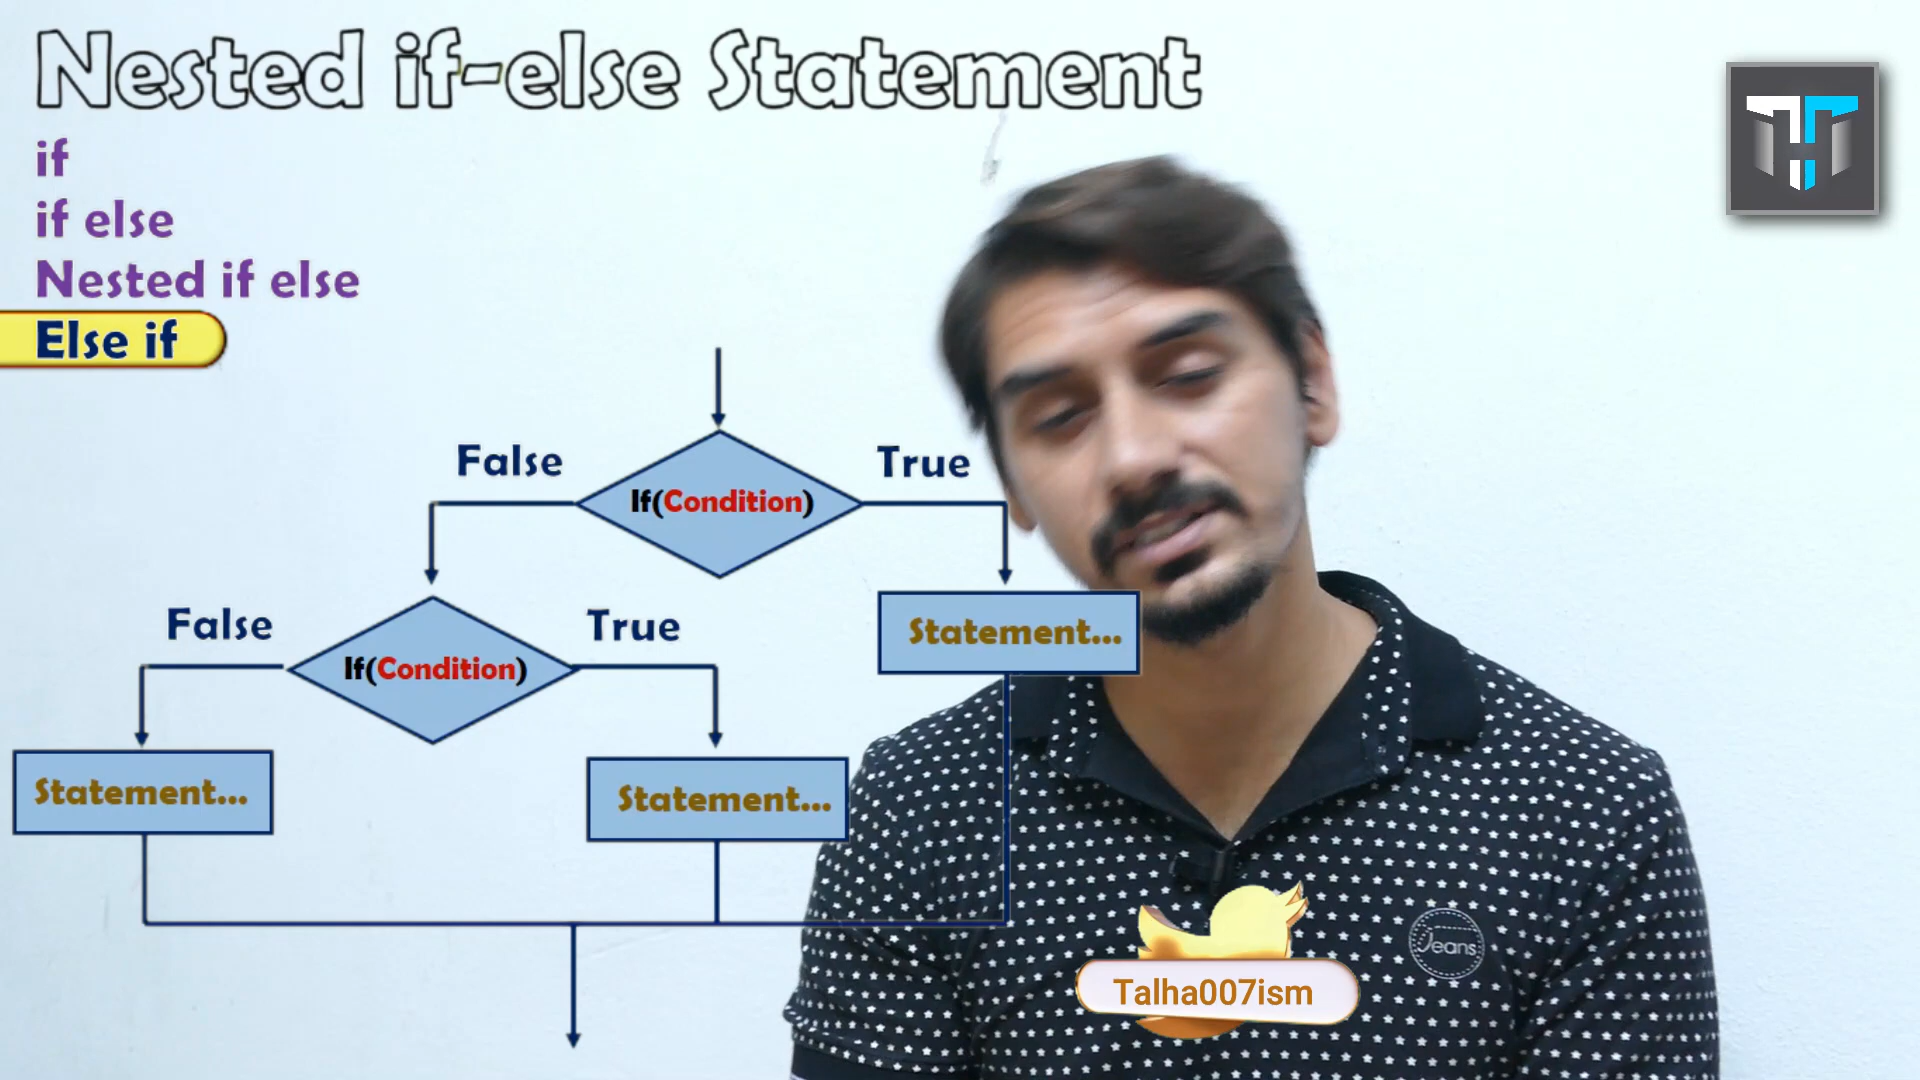 Nested if-else Statement
if
if else
Nested if else
Else if
False
True
If(Condition)
False
True
If(Condition)
Statement...
Statement...
Statement...
Jeans
Talha007ism